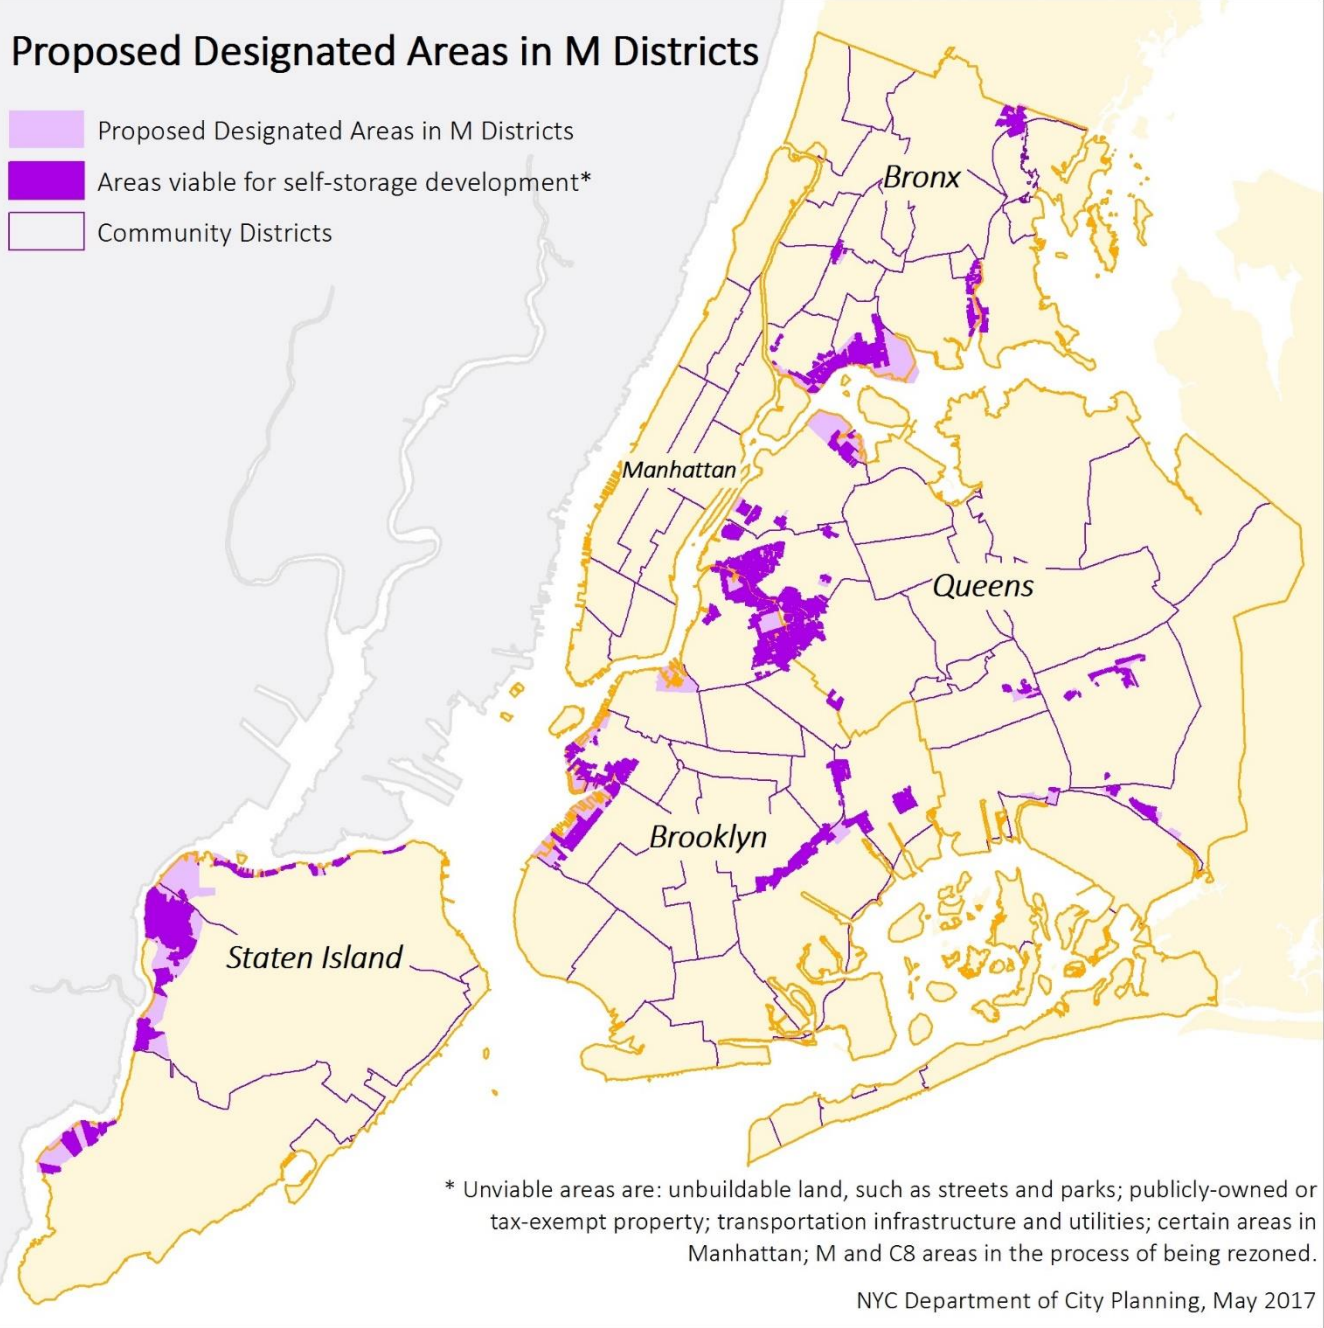 Proposed Designated Areas in M Districts
Proposed Designated Areas in M Districts
Areas viable for self-storage development*
Community Districts
Bronx
Manhattan
Queens
Brooklyn
Staten Island
* Unviable areas are: unbuildable land, such as streets and parks; publicly-owned or
tax-exempt property; transportation infrastructure and utilities; certain areas in
Manhattan; M and C8 areas in the process of being rezoned.
NYC Department of City Planning, May 2017